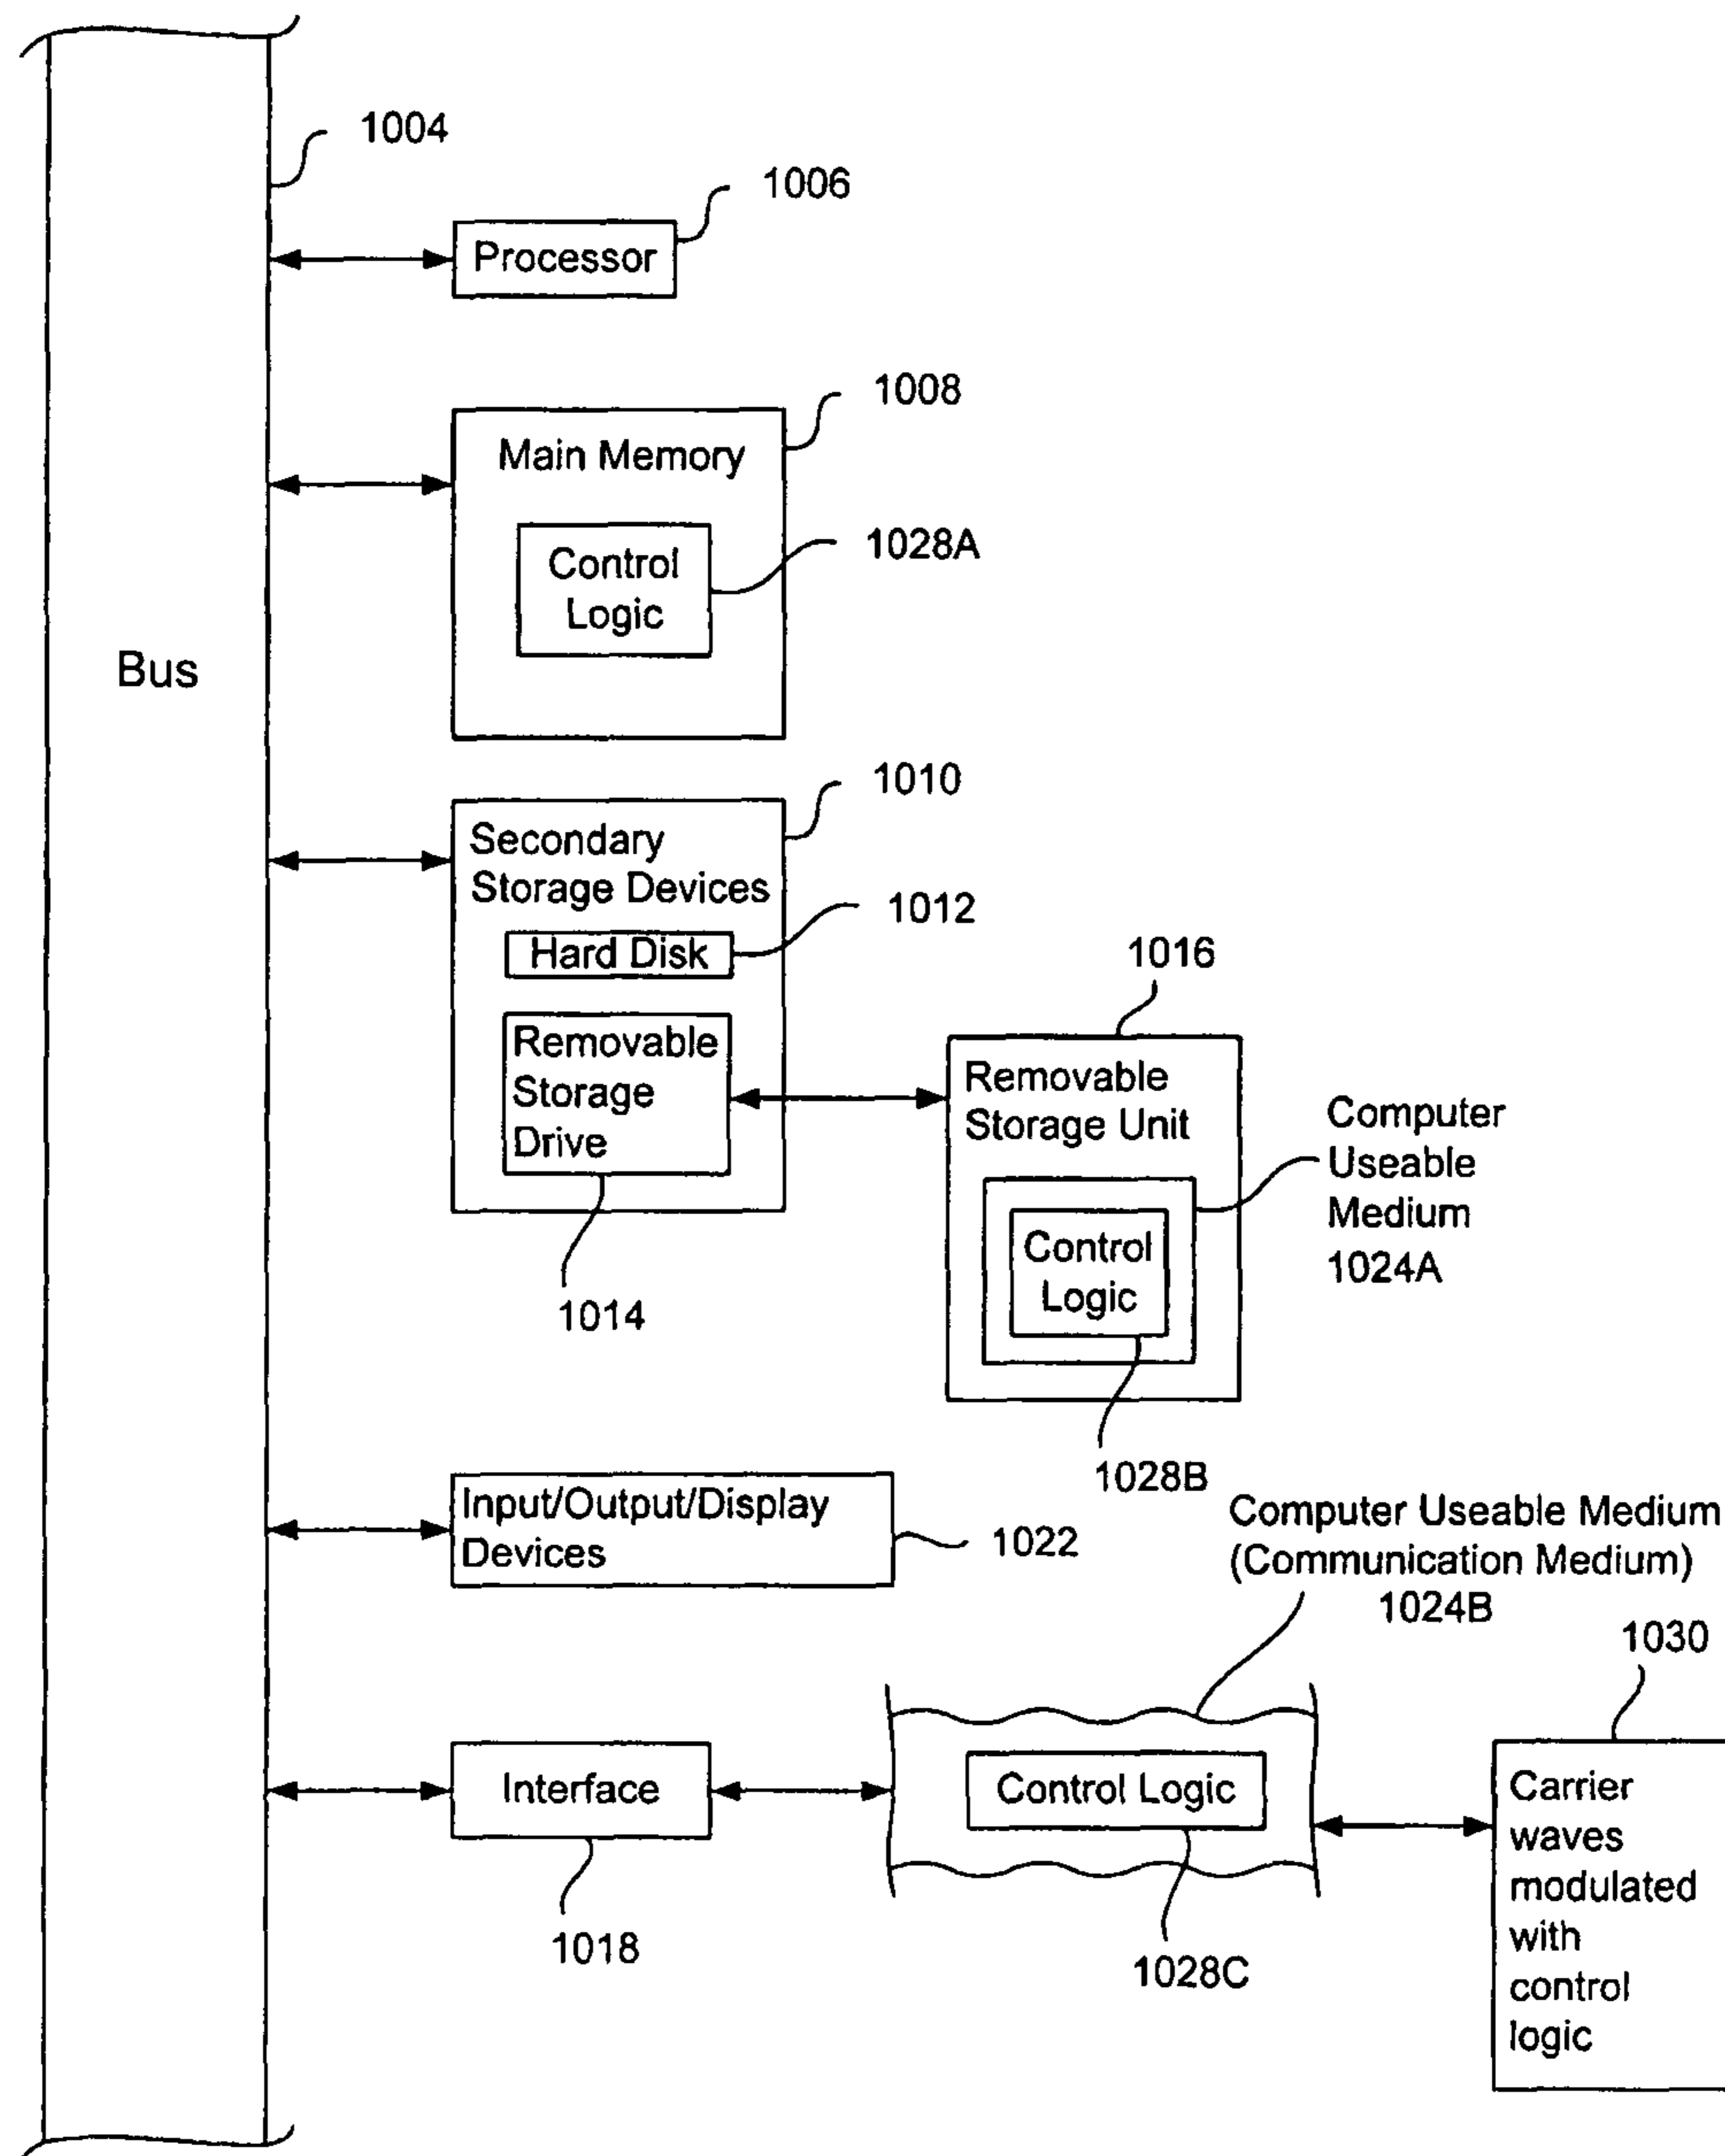 1004
1006
Processor
1008
Main Memory
1028A
Control
Logic
Bus
1010
Secondary
Storage Devices
1012
Hard Disk
1016
Removable
Storage
Drive
1014
Removable
Storage Unit
Computer
Useable
Medium
1024A
Control
Logic
1028B
Input/Output/Display
Devices
1022
Computer Useable Medium
(Communication Medium)
1024B
1030
Interface
1018
Control Logic
1028C
Carrier
waves
modulated
with
control
logic